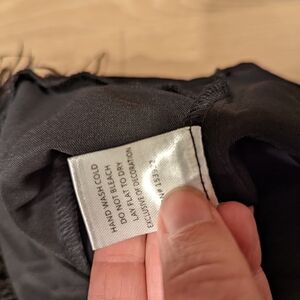 HAND WASH COLD
DO NOT BLEACH
LAY FLAT TO DRY
EXCLUSIVE OF DECORATION